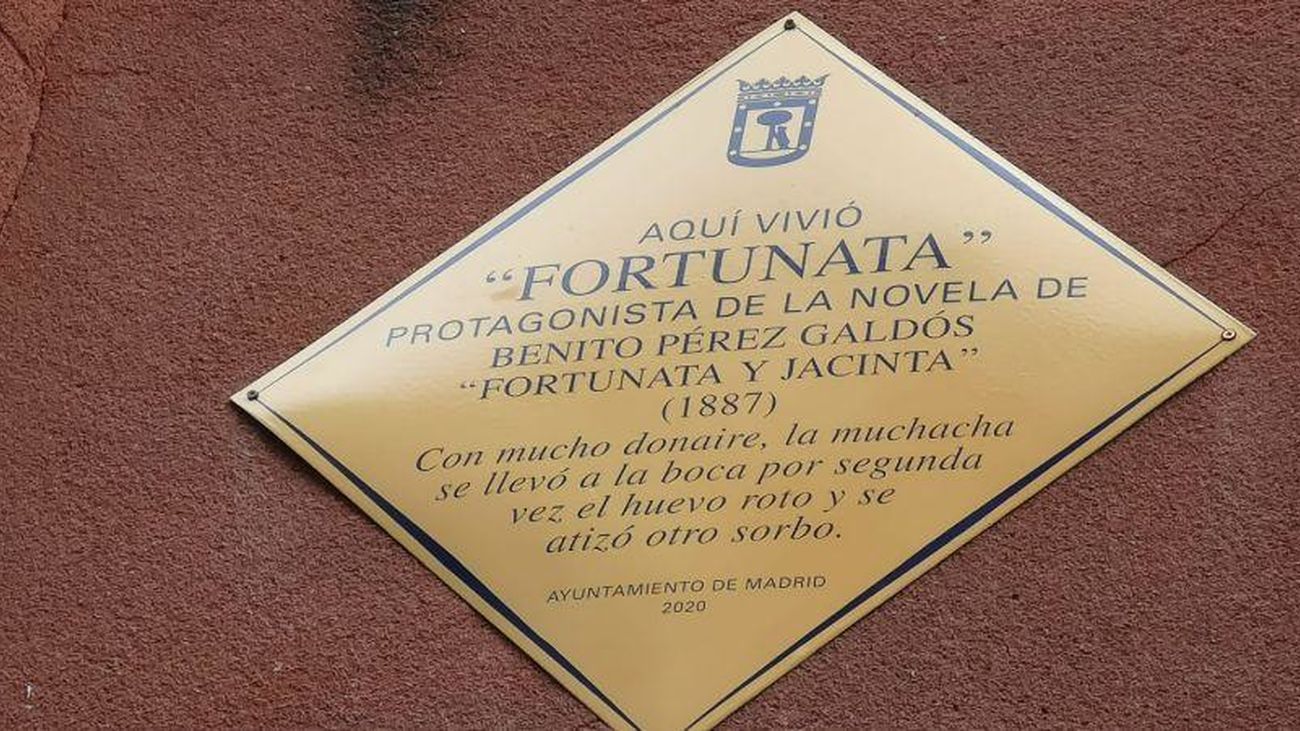 AQUÍ VIVIÓ
“FORTUNATA”
PROTAGONISTA DE LA NOVELA DE
BENITO PÉREZ GALDÓS
“FORTUNATA Y JACINTA”
(1887)
Con mucho donaire, la muchacha
se llevó a la boca por segunda
vez el huevo roto y se
atizó otro sorbo.
AYUNTAMIENTO DE MADRID
2020